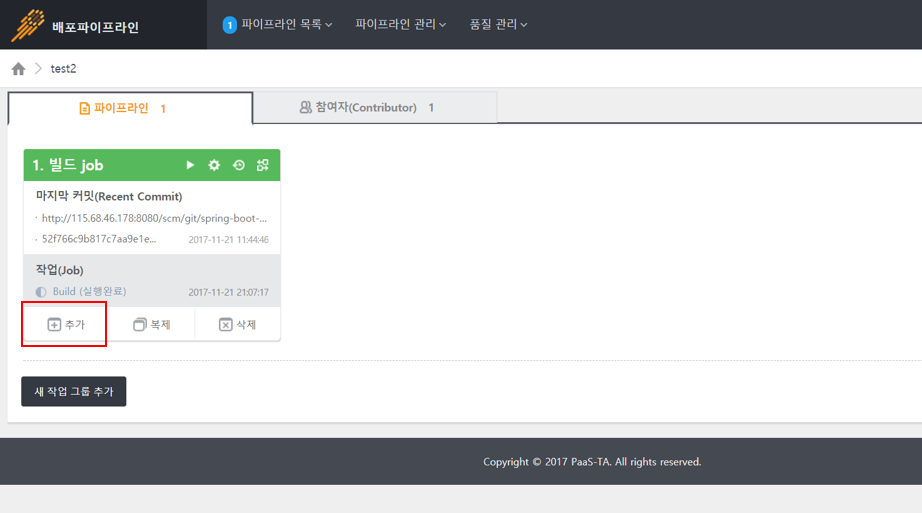 배포파이프라인
1 파이프라인 목록 파이프라인 관리 품질 관리
test2
파이프라인 1 참여자(Contributor) 1
1. 빌드 job
마지막 커밋(Recent Commit)
· http://115.68.46.178:8080/scm/git/spring-boot-...
· 52f766c9b817c7aa9e1e... 2017-11-21 11:44:46
작업(Job)
Build (실행완료) 2017-11-21 21:07:17
추가 복제 삭제
새 작업 그룹 추가
Copyright © 2017 PaaS-TA. All rights reserved.